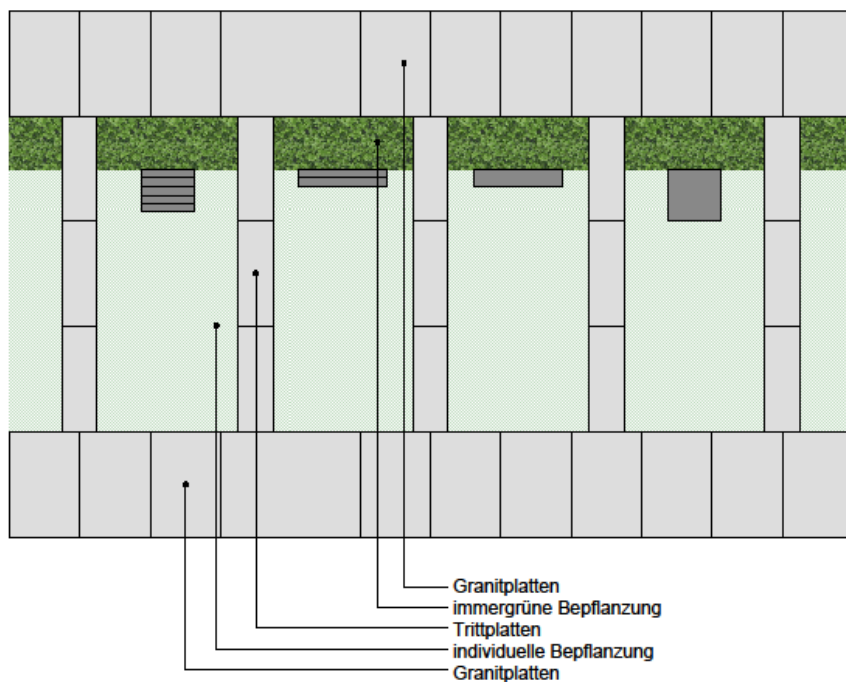 Granitplatten
immergrüne Bepflanzung
Trittplatten
individuelle Bepflanzung
Granitplatten